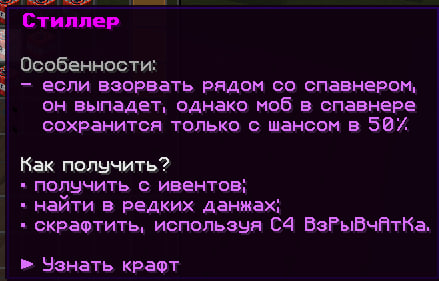 Стиллер
Особенности:
— если взорвать рядом со спавнером,
он выпадет, однако моб в спавнере
сохранится только с шансом в 50%
Как получить?
• получить с ивентов;
• найти в редких данжах;
• скрафтить, используя C4 ВзРыВчАтКа.
► Узнать крафт